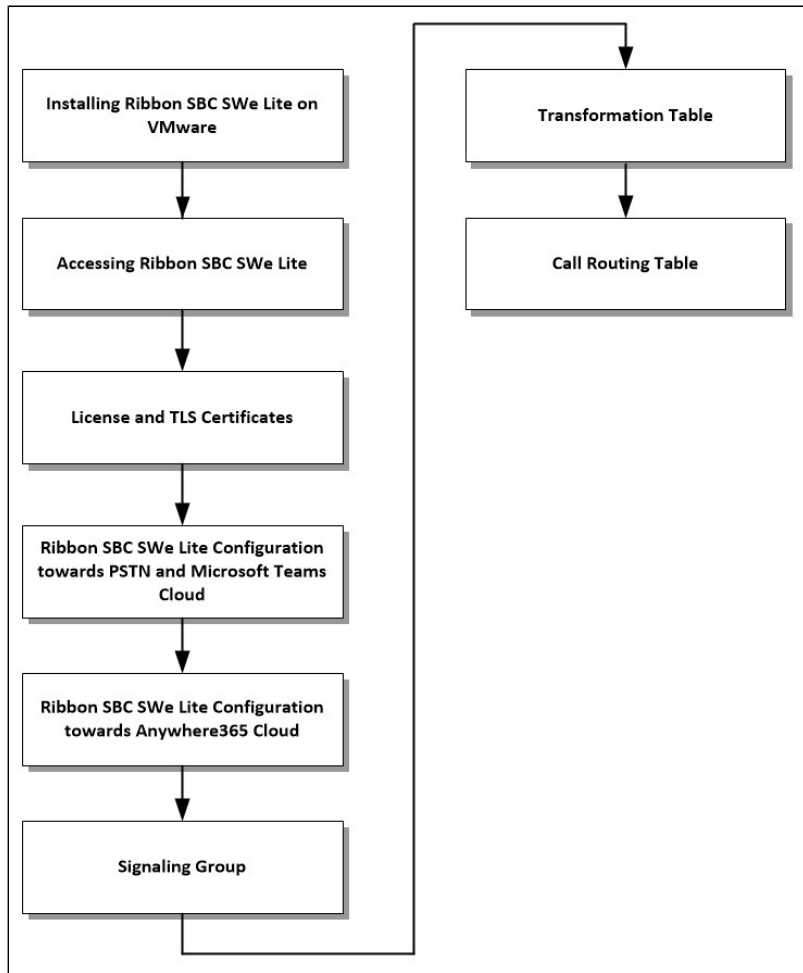 Installing Ribbon SBC SWe Lite on
VMware
Accessing Ribbon SBC SWe Lite
License and TLS Certificates
Ribbon SBC SWe Lite Configuration
towards PSTN and Microsoft Teams
Cloud
Ribbon SBC SWe Lite Configuration
towards Anywhere365 Cloud
Signaling Group
Transformation Table
Call Routing Table